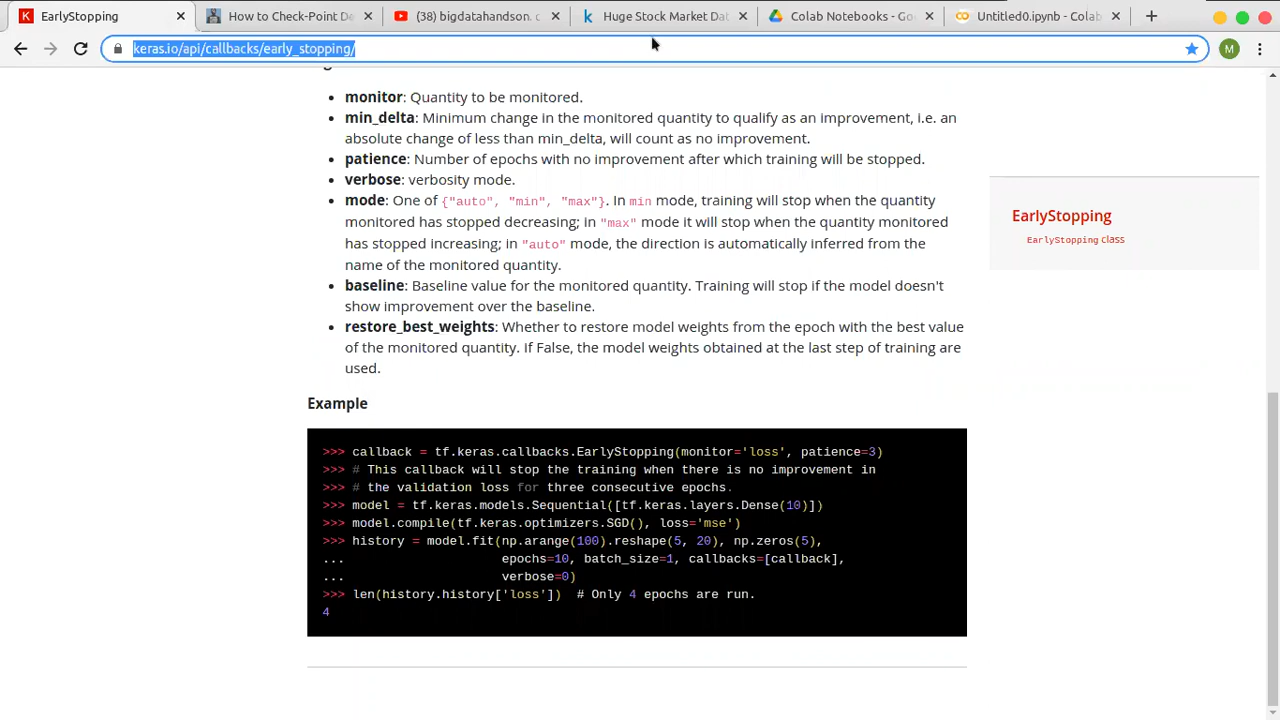 EarlyStopping
How to Check-Point De
(38) bigdatahandson.
Huge Stock Market Dat
Colab Notebooks - Goo
Untitled0.ipynb - Colab
keras.io/api/callbacks/early_stopping/
M
monitor: Quantity to be monitored.
min_delta: Minimum change in the monitored quantity to qualify as an improvement, i.e. an
absolute change of less than min_delta, will count as no improvement.
patience: Number of epochs with no improvement after which training will be stopped.
verbose: verbosity mode.
mode: One of {"auto", "min", "max"}. In min mode, training will stop when the quantity
monitored has stopped decreasing; in "max" mode it will stop when the quantity monitored
has stopped increasing; in "auto" mode, the direction is automatically inferred from the
name of the monitored quantity.
baseline: Baseline value for the monitored quantity. Training will stop if the model doesn't
show improvement over the baseline.
restore_best_weights: Whether to restore model weights from the epoch with the best value
of the monitored quantity. If False, the model weights obtained at the last step of training are
used.
EarlyStopping
EarlyStopping class
Example
>>> callback = tf.keras.callbacks.EarlyStopping(monitor='loss', patience=3)
>>> # This callback will stop the training when there is no improvement in
>>> # the validation loss for three consecutive epochs.
>>> model = tf.keras.models.Sequential([tf.keras.layers.Dense(10)])
>>> model.compile(tf.keras.optimizers.SGD(), loss='mse')
>>> history = model.fit(np.arange(100).reshape(5, 20), np.zeros(5),
...                     epochs=10, batch_size=1, callbacks=[callback],
...                     verbose=0)
>>> len(history.history['loss'])  # Only 4 epochs are run.
4